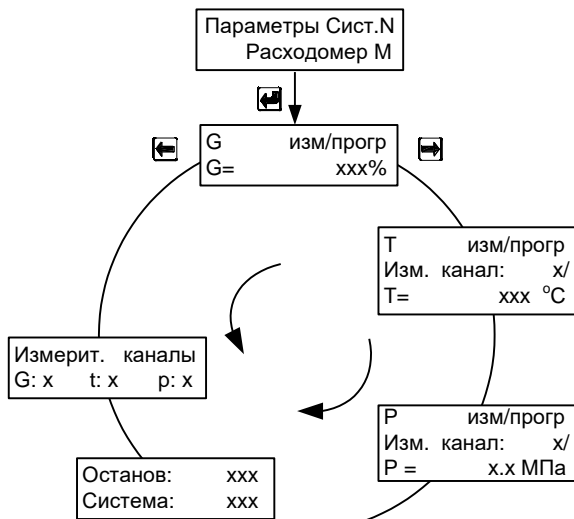 Параметры Сист.N
Расходомер M
G изм/прогр
G= xxx%
T изм/прогр
Изм. канал: x/
T= xxx °C
Измерит. каналы
G: x t: x p: x
P изм/прогр
Изм. канал: x/
P = x.x МПа
Останов: xxx
Система: xxx